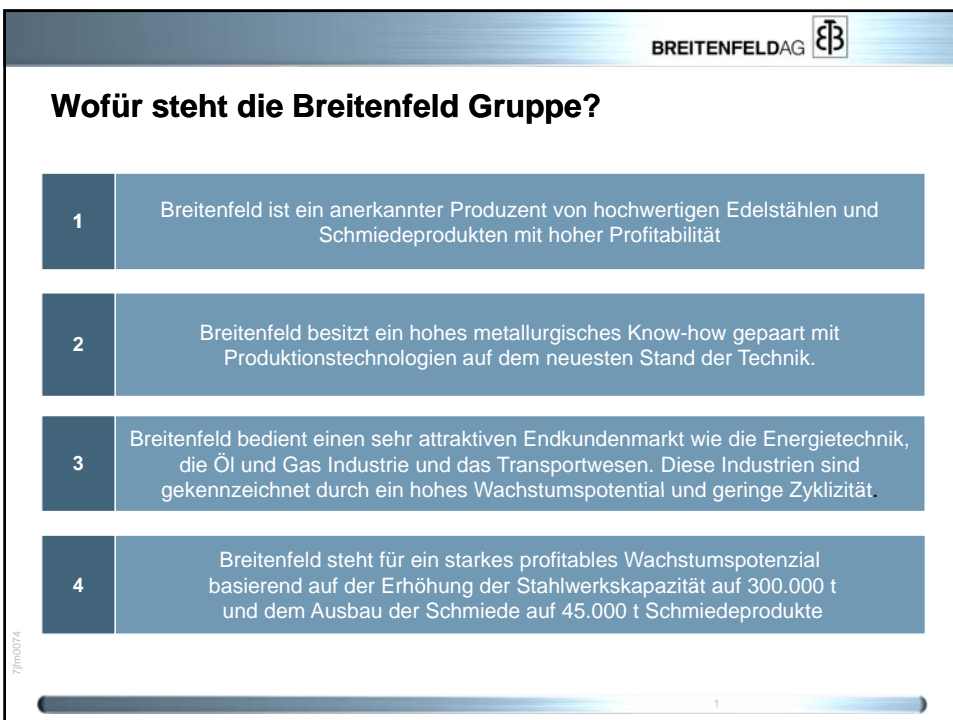 BREITENFELDAG
Wofür steht die Breitenfeld Gruppe?
1
Breitenfeld ist ein anerkannter Produzent von hochwertigen Edelstählen und
Schmiedeprodukten mit hoher Profitabilität
2
Breitenfeld besitzt ein hohes metallurgisches Know-how gepaart mit
Produktionstechnologien auf dem neuesten Stand der Technik.
3
Breitenfeld bedient einen sehr attraktiven Endkundenmarkt wie die Energietechnik,
die Öl und Gas Industrie und das Transportwesen. Diese Industrien sind
gekennzeichnet durch ein hohes Wachstumspotential und geringe Zyklizität.
4
Breitenfeld steht für ein starkes profitables Wachstumspotenzial
basierend auf der Erhöhung der Stahlwerkskapazität auf 300.000 t
und dem Ausbau der Schmiede auf 45.000 t Schmiedeprodukte
7jfm0074
1